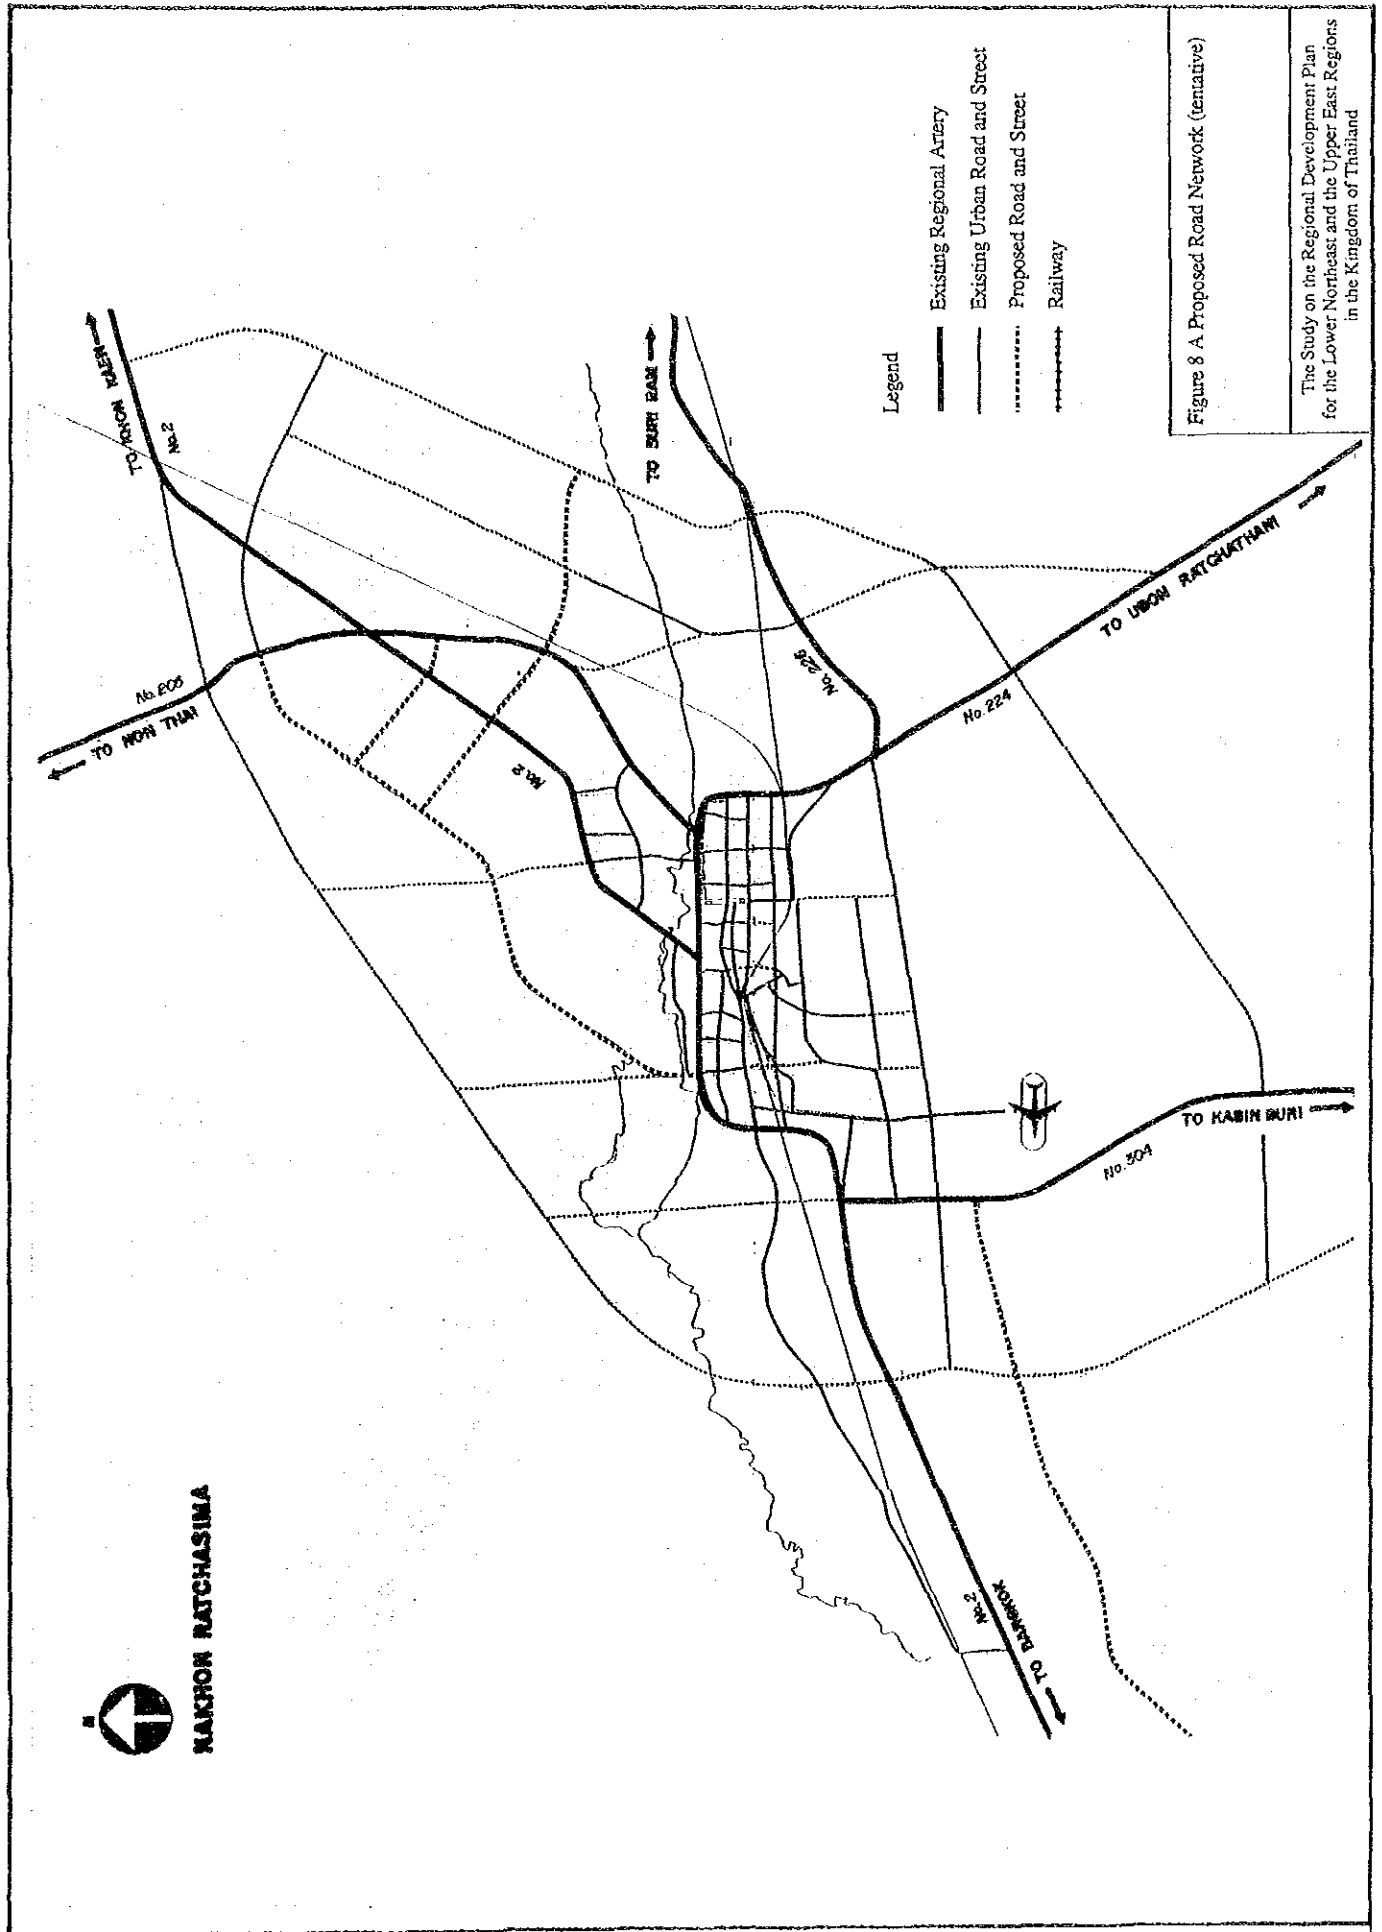 N
NAKHON RATCHASIMA
TO KHON KAEN
No.2
No.205
TO NON THAI
No.2
TO BURI RAM
No.226
No.224
TO UBON RATCHATHANI
No.304
TO KABIN BURI
No.2
TO BANGKOK
Legend
Existing Regional Artery
Existing Urban Road and Street
Proposed Road and Street
Railway
Figure 8 A Proposed Road Network (tentative)
The Study on the Regional Development Plan
for the Lower Northeast and the Upper East Regions
in the Kingdom of Thailand